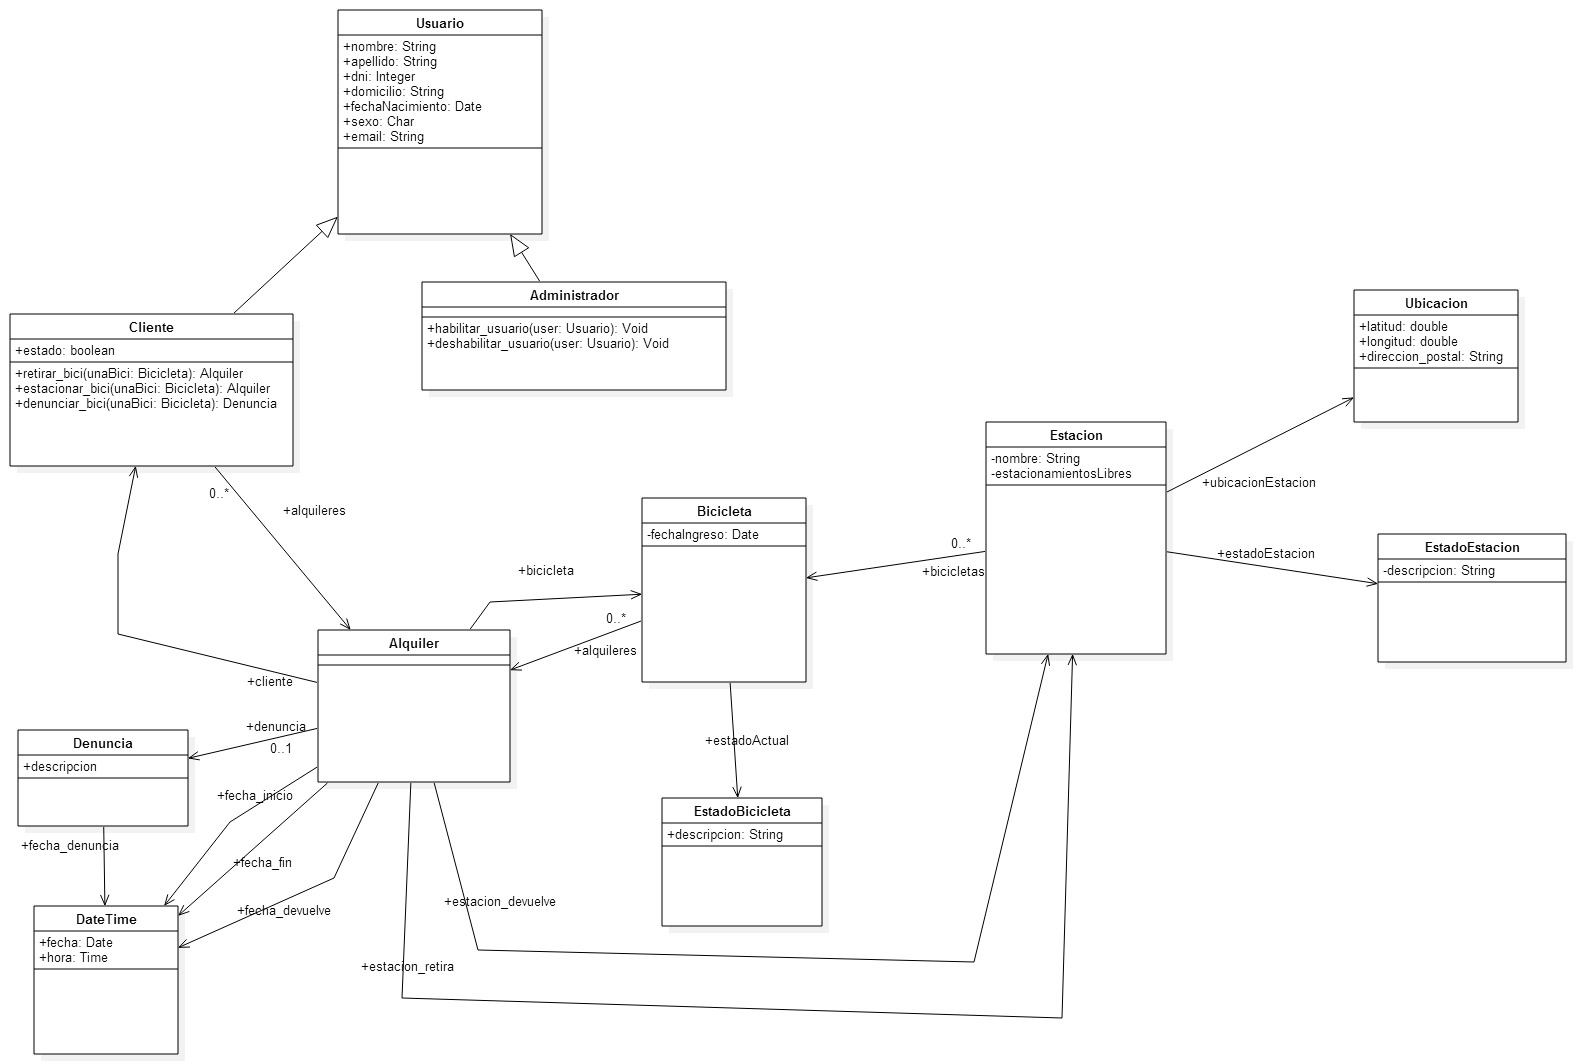 Usuario
+nombre: String
+apellido: String
+dni: Integer
+domicilio: String
+fechaNacimiento: Date
+sexo: Char
+email: String
Administrador
+habilitar_usuario(user: Usuario): Void
+deshabilitar_usuario(user: Usuario): Void
Cliente
+estado: boolean
+retirar_bici(unaBici: Bicicleta): Alquiler
+estacionar_bici(unaBici: Bicicleta): Alquiler
+denunciar_bici(unaBici: Bicicleta): Denuncia
Ubicacion
+latitud: double
+longitud: double
+direccion_postal: String
Estacion
-nombre: String
-estacionamientosLibres
+ubicacionEstacion
+estadoEstacion
EstadoEstacion
-descripcion: String
0..*
+alquileres
Bicicleta
-fechaIngreso: Date
0..*
+bicicletas
+bicicleta
0..*
+alquileres
Alquiler
+cliente
+denuncia
0..1
Denuncia
+descripcion
+estadoActual
EstadoBicicleta
+descripcion: String
+fecha_inicio
+fecha_denuncia
+fecha_fin
+fecha_devuelve
+estacion_devuelve
+estacion_retira
DateTime
+fecha: Date
+hora: Time